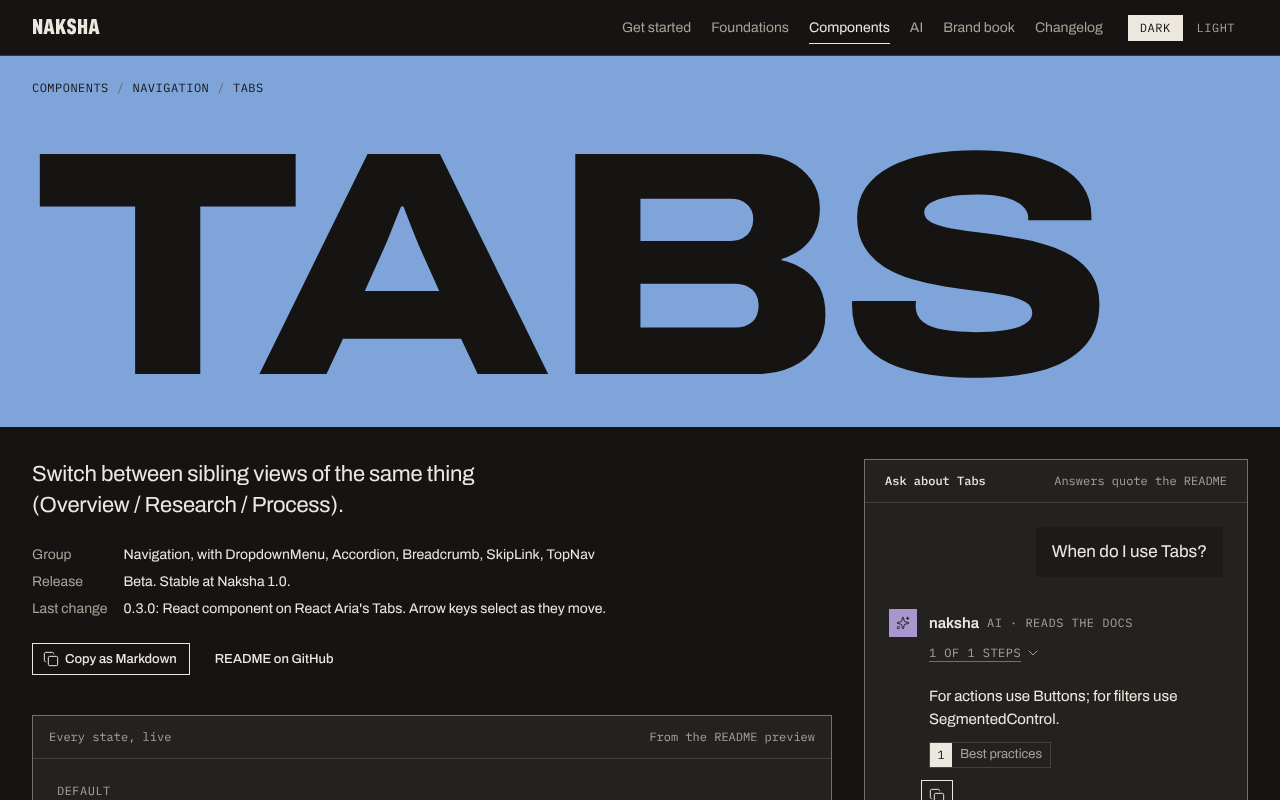 NAKSHA
Get started
Foundations
Components
AI
Brand book
Changelog
DARK
LIGHT
COMPONENTS / NAVIGATION / TABS
TABS
Switch between sibling views of the same thing
(Overview / Research / Process).
Group Navigation, with DropdownMenu, Accordion, Breadcrumb, SkipLink, TopNav
Release Beta. Stable at Naksha 1.0.
Last change 0.3.0: React component on React Aria's Tabs. Arrow keys select as they move.
Copy as Markdown
README on GitHub
Every state, live
From the README preview
DEFAULT
Ask about Tabs
Answers quote the README
When do I use Tabs?
naksha AI · READS THE DOCS
1 OF 1 STEPS
For actions use Buttons; for filters use
SegmentedControl.
1 Best practices